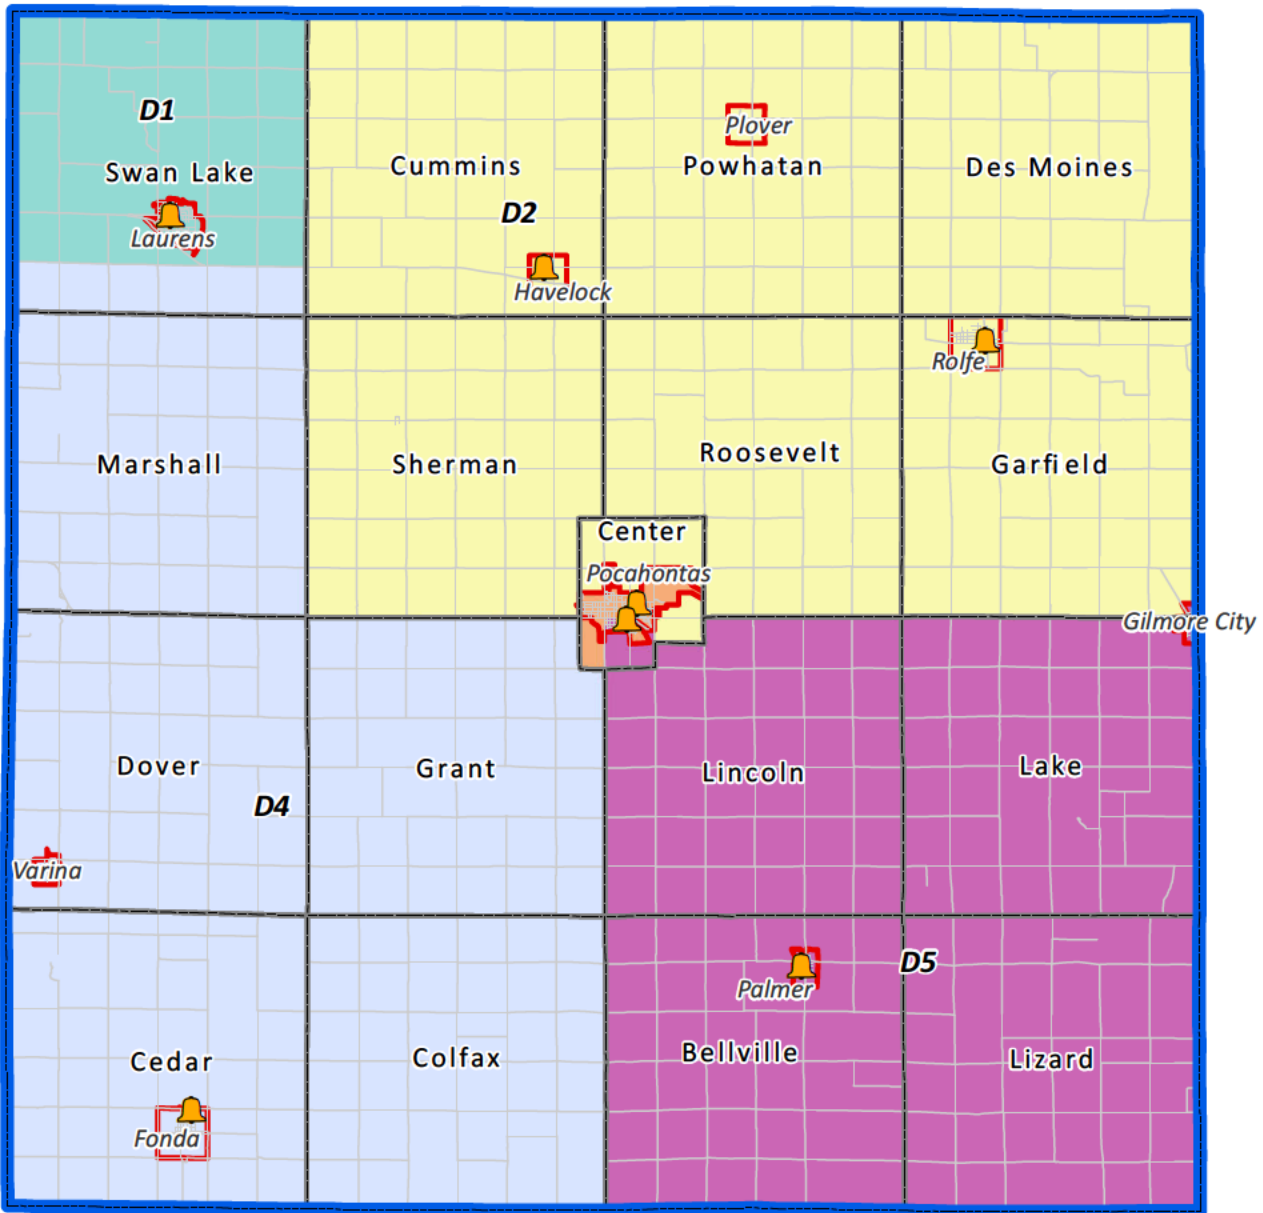 D1
Swan Lake
Laurens
Cummins
D2
Havelock
Plover
Powhatan
Des Moines
Rolfe
Marshall
Sherman
Roosevelt
Garfield
Center
Pocahontas
Gilmore City
Dover
D4
Varina
Grant
Lincoln
Lake
Palmer
D5
Cedar
Fonda
Colfax
Bellville
Lizard